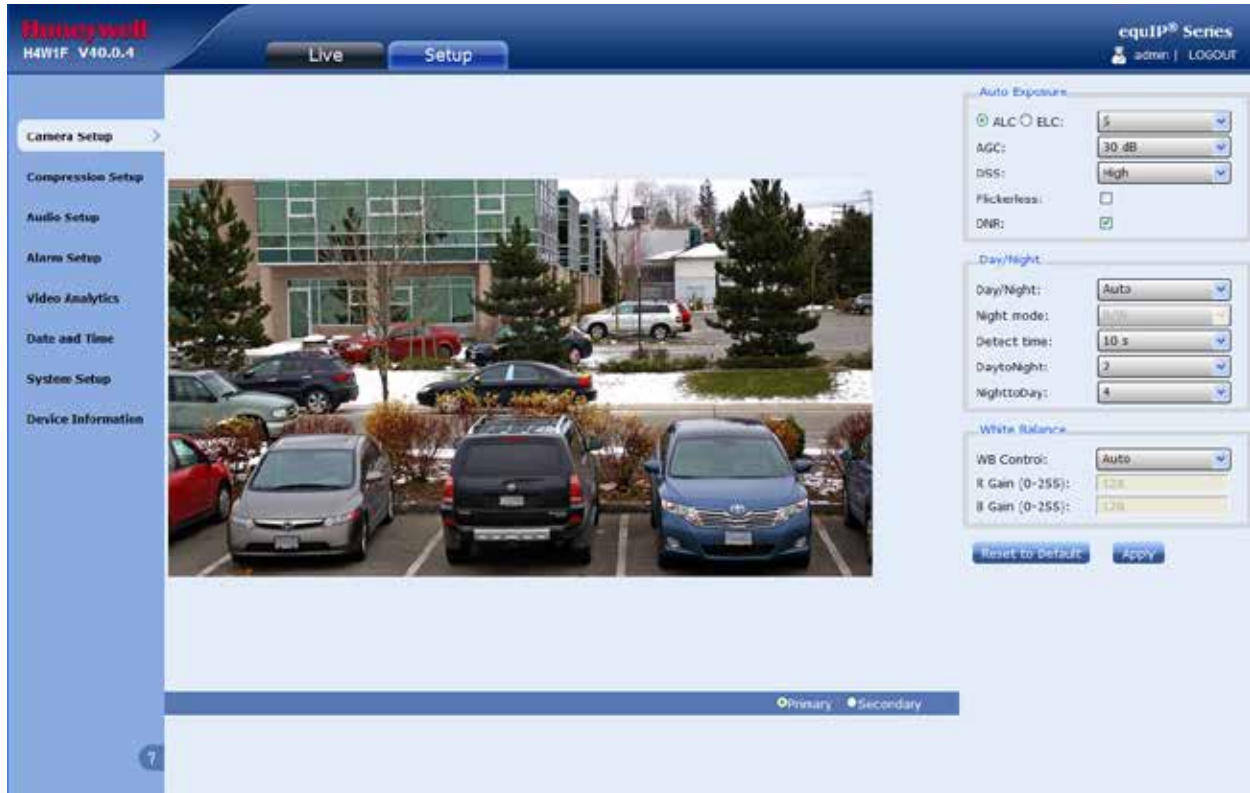 Honeywell
H4W1F V40.0.4
Live
Setup
equIP® Series
admin | LOGOUT
Camera Setup
Compression Setup
Audio Setup
Alarm Setup
Video Analytics
Date and Time
System Setup
Device Information
7
Auto Exposure
ALC ELC: 5
AGC: 30 dB
DSS: High
Flickerless:
DNR:
Day/Night
Day/Night: Auto
Night mode:
Detect time: 10 s
DaytoNight: 2
NighttoDay: 4
White Balance
WB Control: Auto
R Gain (0-255): 128
B Gain (0-255): 128
Reset to Default
Apply
Primary Secondary